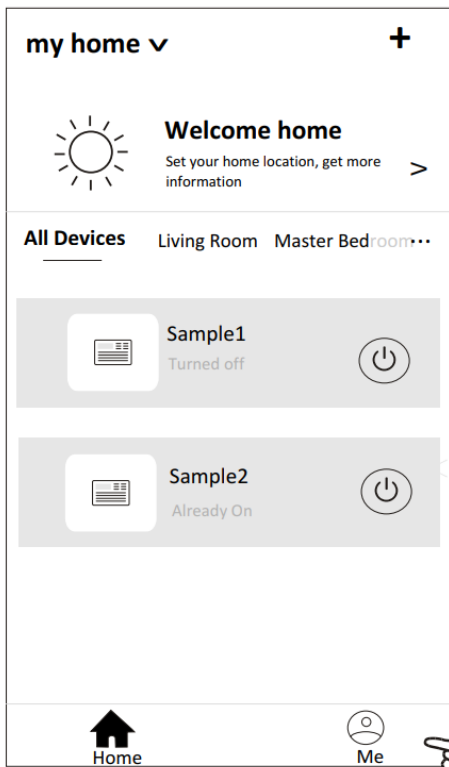 my home
+
Welcome home
Set your home location, get more
information
>
All Devices Living Room Master Bedroom ...
Sample1
Turned off
Sample2
Already On
Home Me